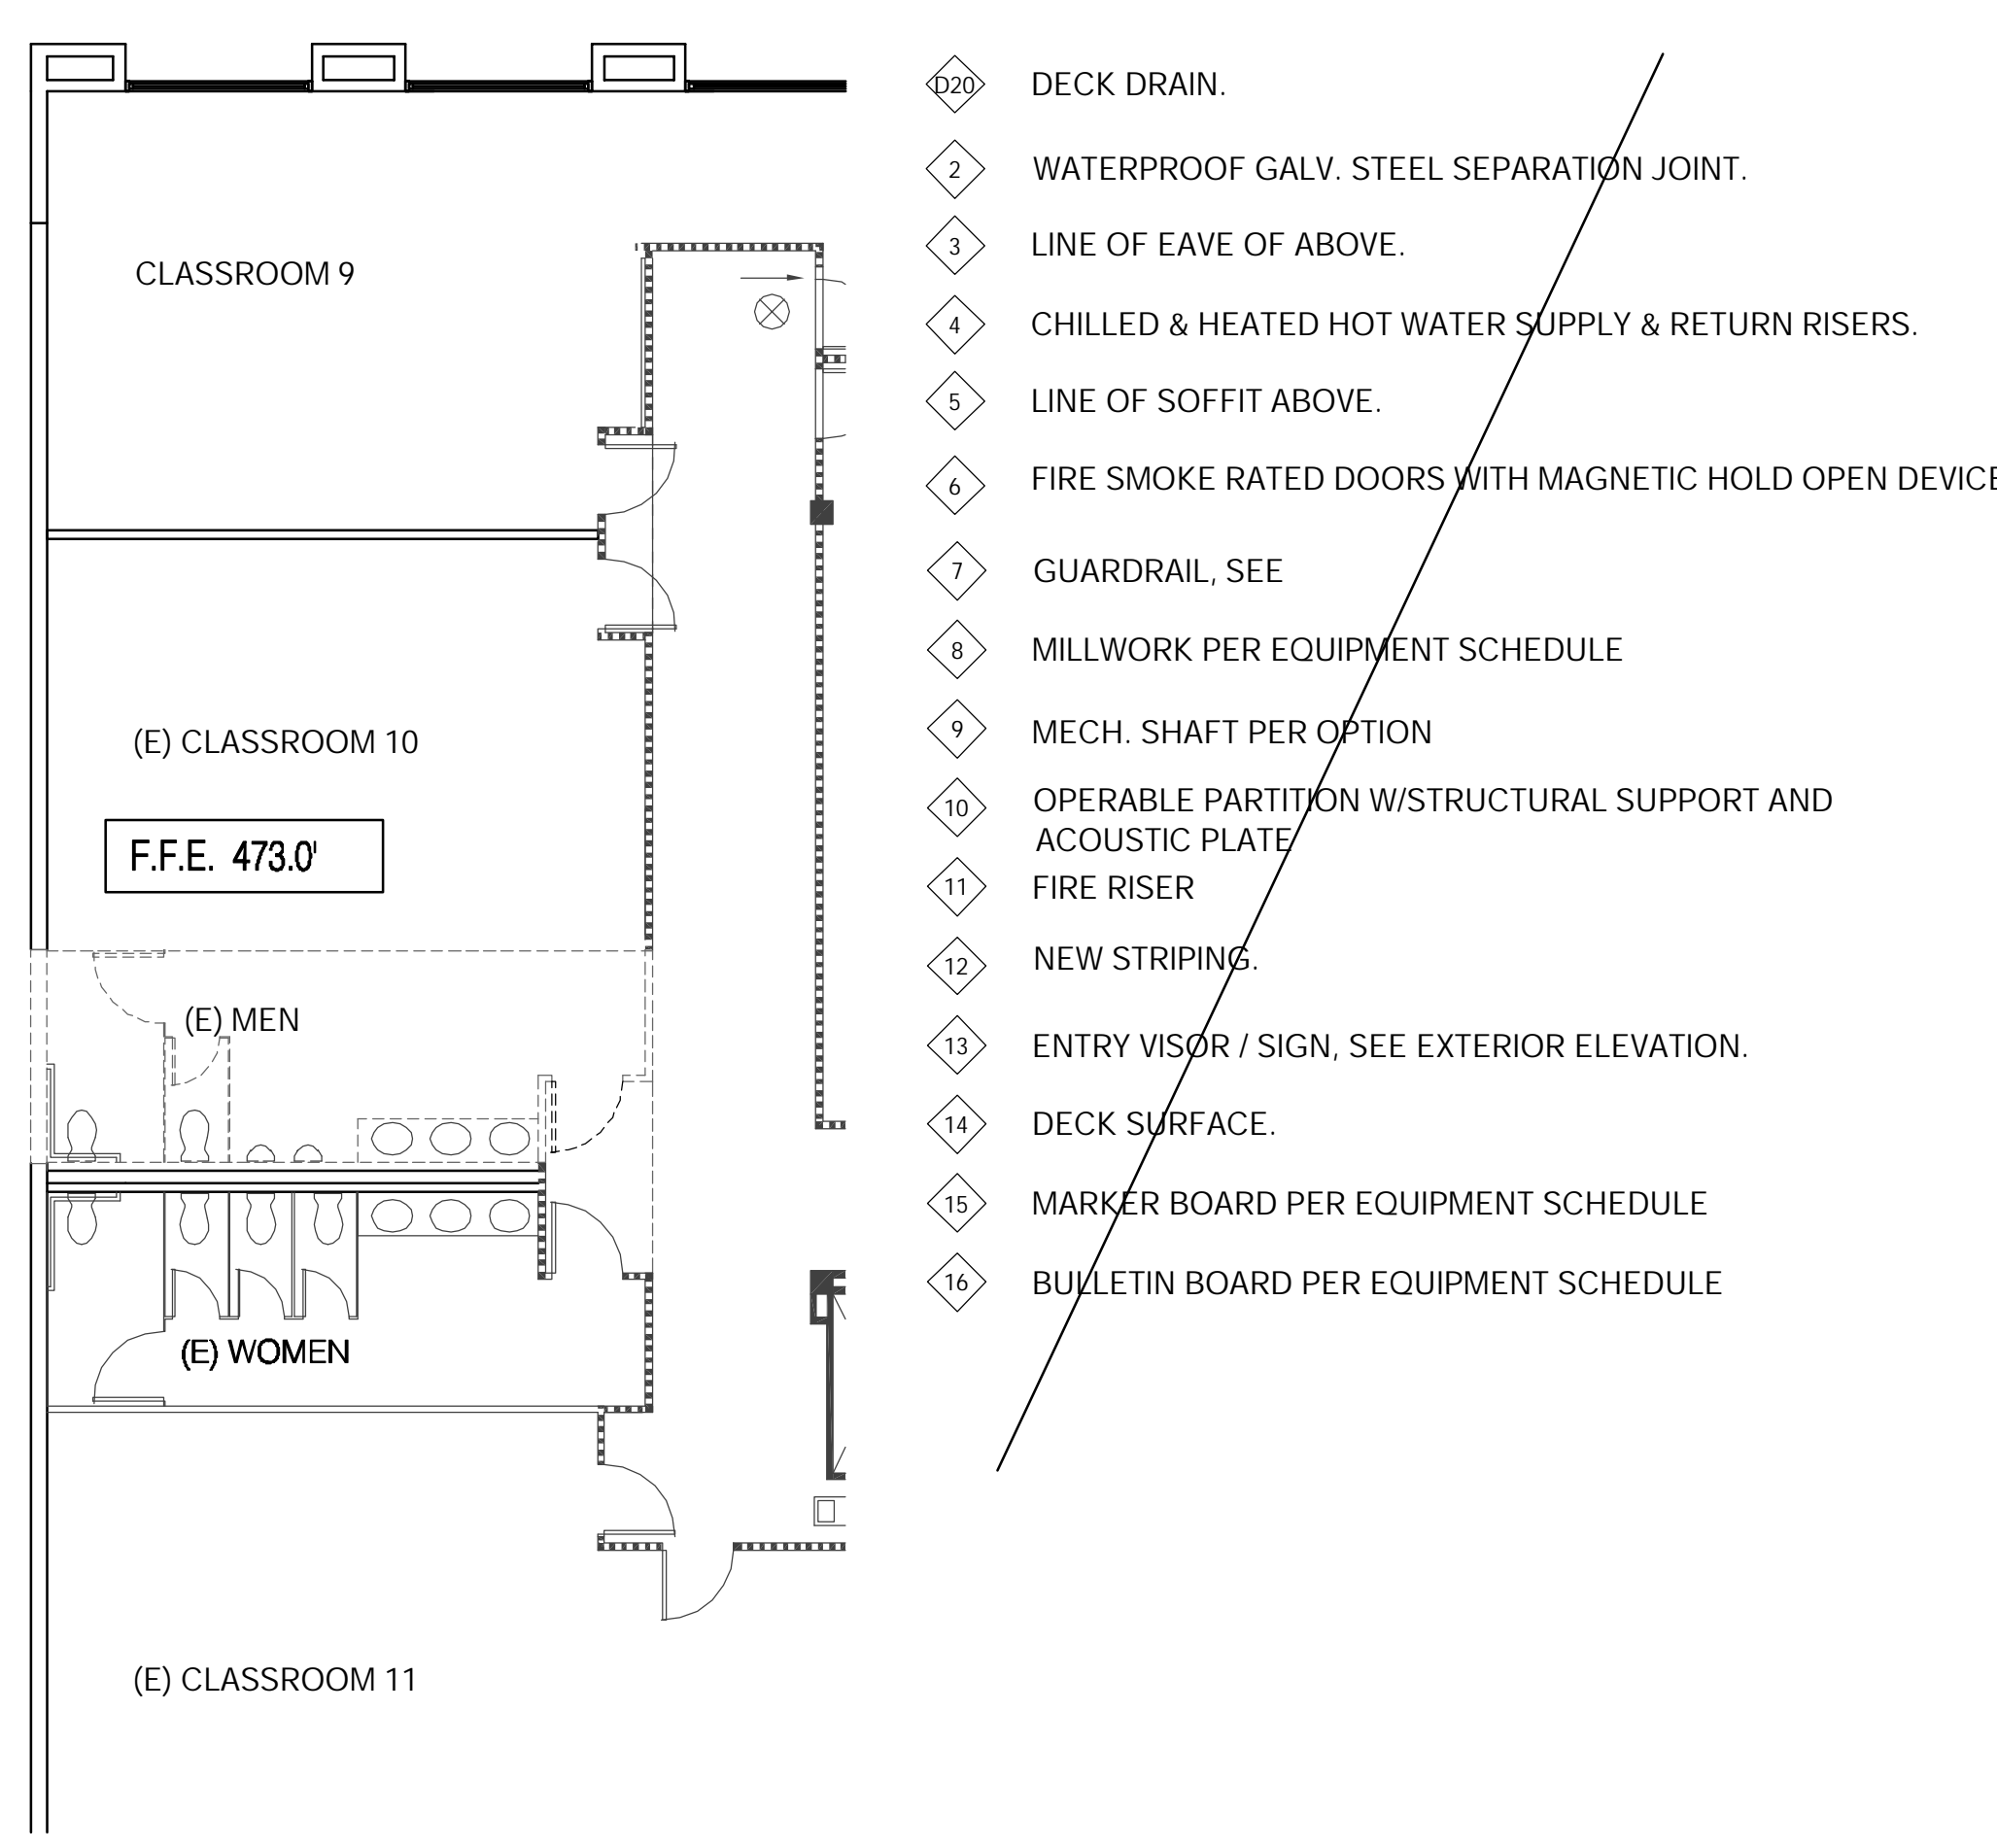 CLASSROOM 9
(E) CLASSROOM 10
F.F.E. 473.0'
(E) MEN
(E) WOMEN
(E) CLASSROOM 11
D20 DECK DRAIN.
2 WATERPROOF GALV. STEEL SEPARATION JOINT.
3 LINE OF EAVE OF ABOVE.
4 CHILLED & HEATED HOT WATER SUPPLY & RETURN RISERS.
5 LINE OF SOFFIT ABOVE.
6 FIRE SMOKE RATED DOORS WITH MAGNETIC HOLD OPEN DEVICE
7 GUARDRAIL, SEE
8 MILLWORK PER EQUIPMENT SCHEDULE
9 MECH. SHAFT PER OPTION
10 OPERABLE PARTITION W/STRUCTURAL SUPPORT AND
ACOUSTIC PLATE
11 FIRE RISER
12 NEW STRIPING.
13 ENTRY VISOR / SIGN, SEE EXTERIOR ELEVATION.
14 DECK SURFACE.
15 MARKER BOARD PER EQUIPMENT SCHEDULE
16 BULLETIN BOARD PER EQUIPMENT SCHEDULE